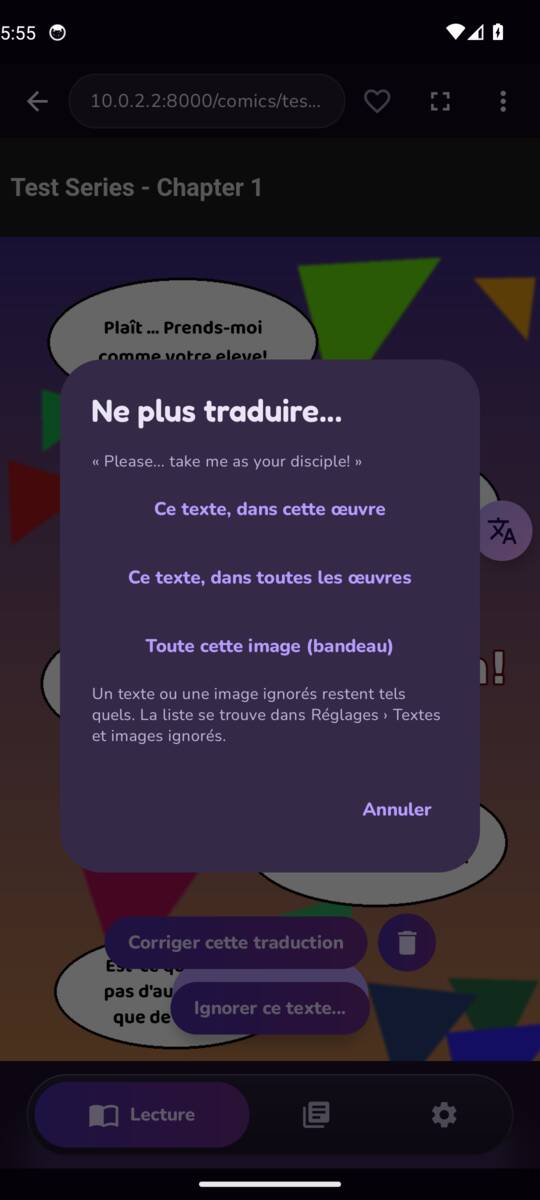 5:55
10.0.2.2:8000/comics/tes...
Test Series - Chapter 1
Plaît ... Prends-moi
comme votre eleve!
Ne plus traduire...
« Please... take me as your disciple! »
Ce texte, dans cette œuvre
Ce texte, dans toutes les œuvres
Toute cette image (bandeau)
Un texte ou une image ignorés restent tels
quels. La liste se trouve dans Réglages › Textes
et images ignorés.
Annuler
Corriger cette traduction
pas d'au
que de
Ignorer ce texte...
Lecture